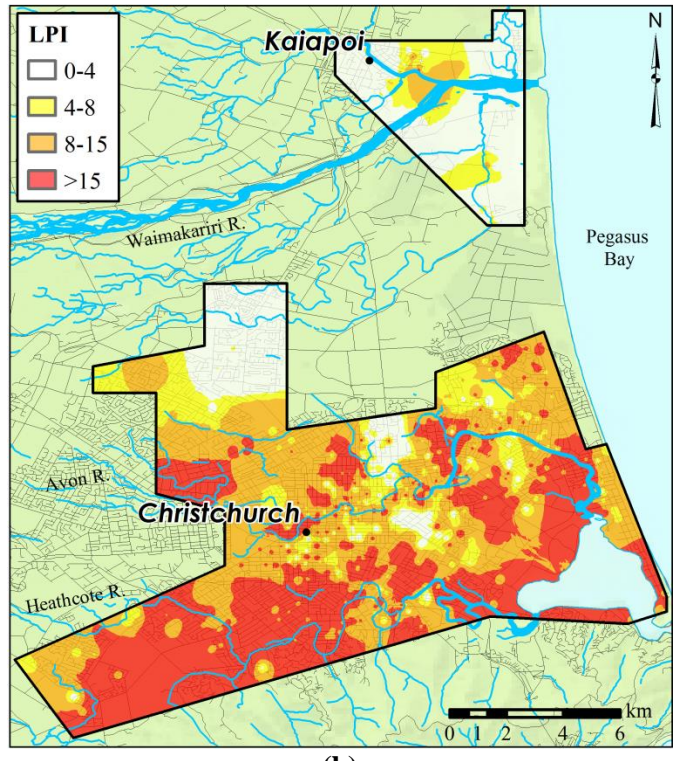 LPI
0-4
4-8
8-15
>15
Kaiapoi
N
Waimakariri R.
Pegasus
Bay
Avon R.
Christchurch
Heathcote R.
km
0 2 4 6
(b)